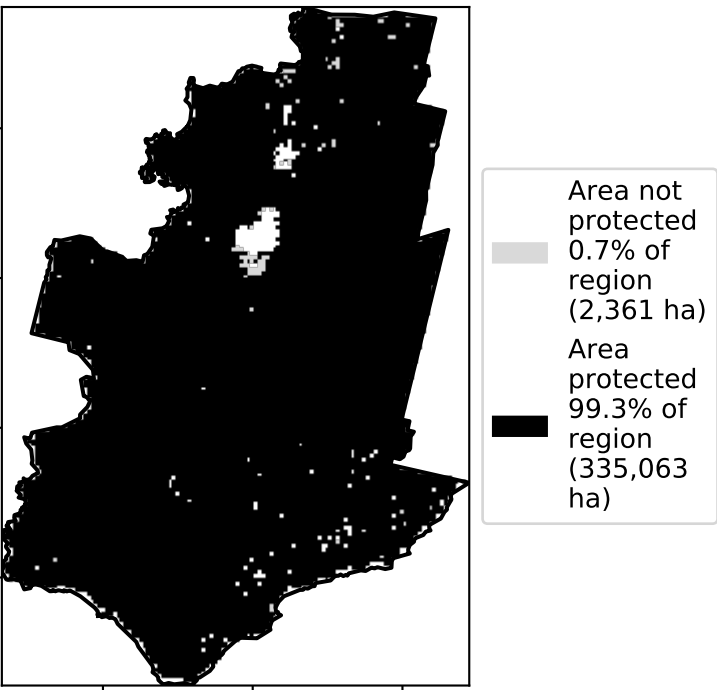 Area not
protected
0.7% of
region
(2,361 ha)
Area
protected
99.3% of
region
(335,063
ha)